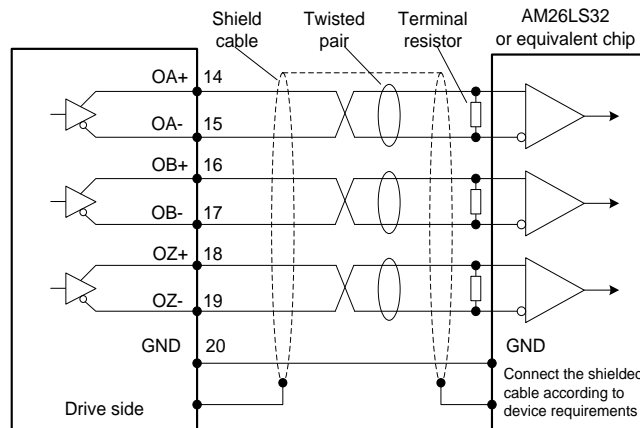 Shield cable
Twisted pair
Terminal resistor
AM26LS32
or equivalent chip
OA+ 14
OA- 15
OB+ 16
OB- 17
OZ+ 18
OZ- 19
GND 20
GND
Connect the shielded
cable according to
device requirements
Drive side